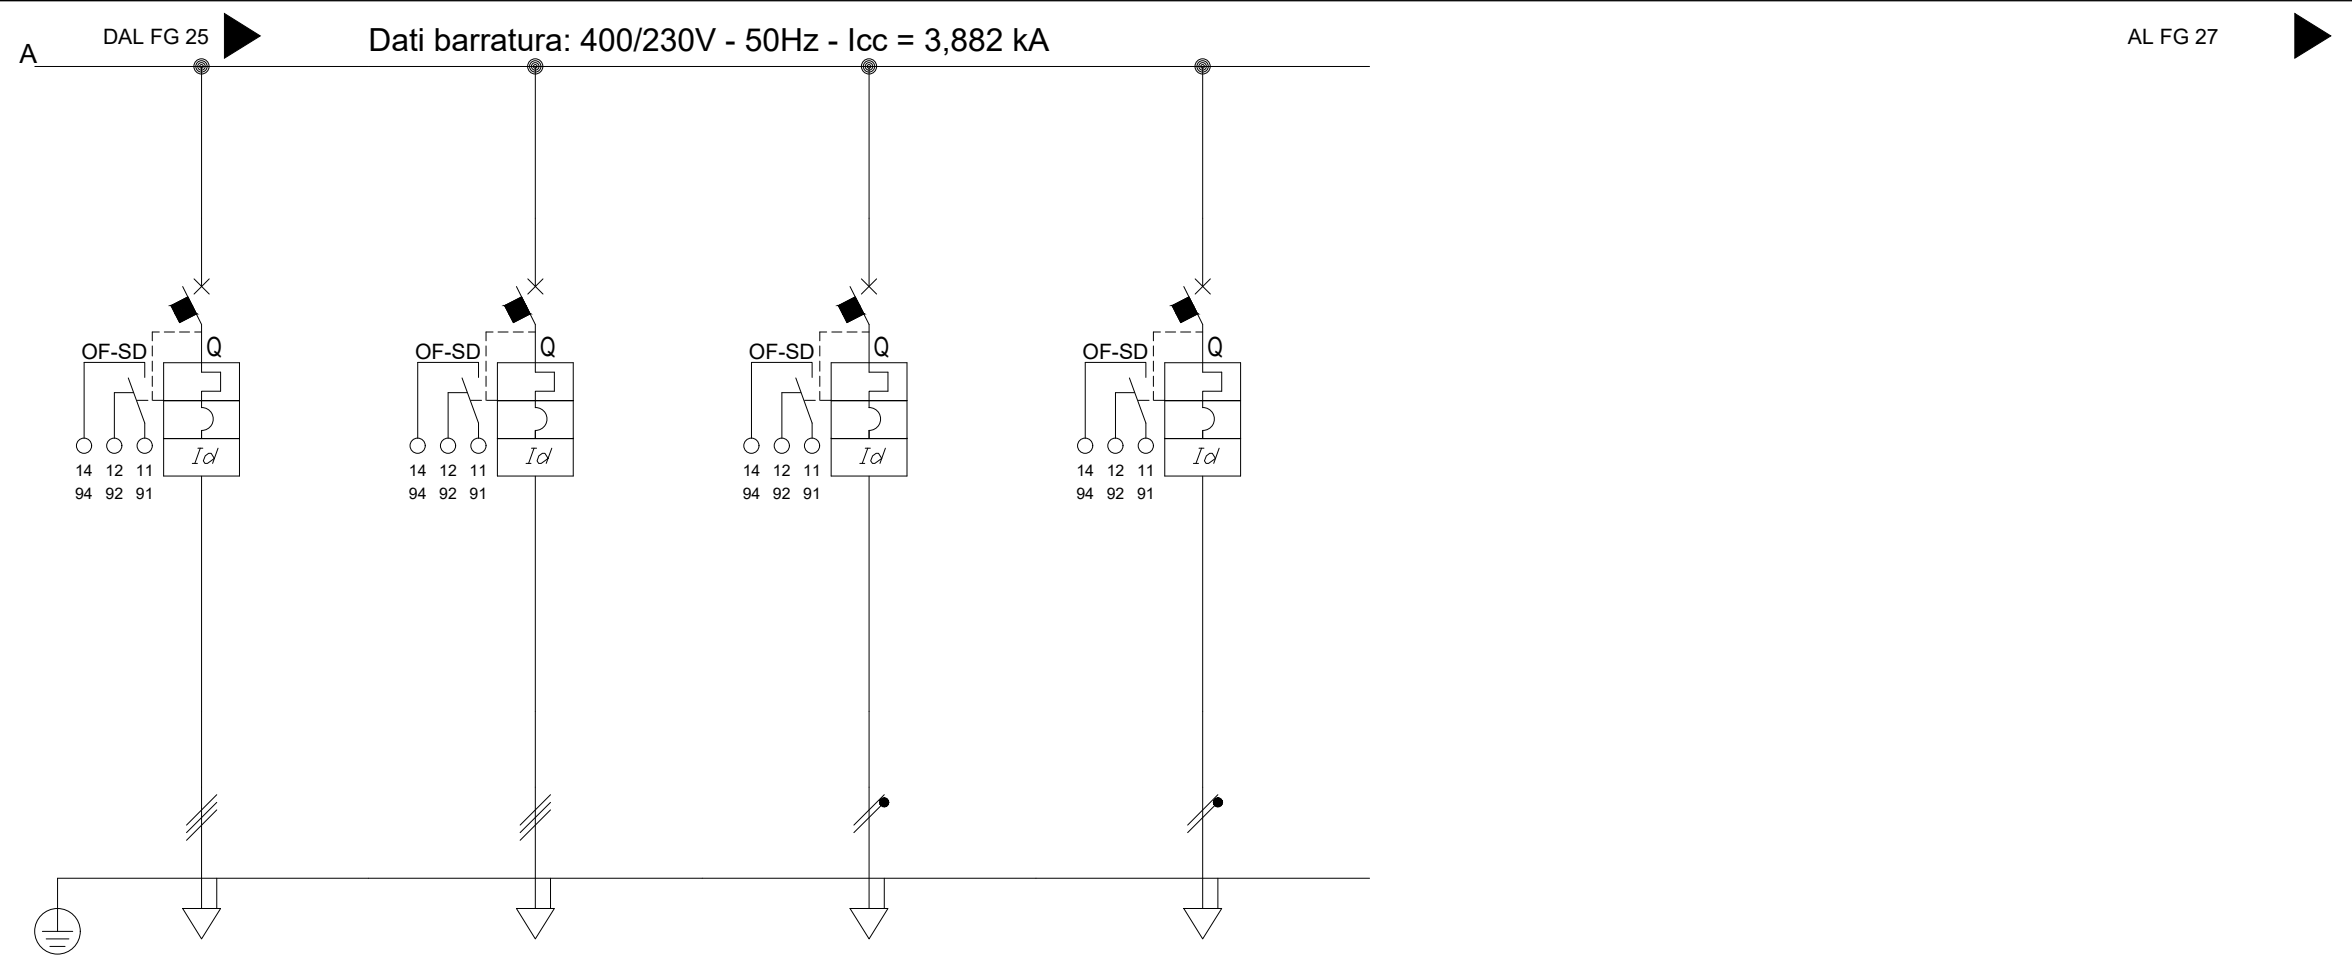 DAL FG 25
Dati barratura: 400/230V - 50Hz - Icc = 3,882 kA
AL FG 27
A
OF-SD Q OF-SD Q OF-SD Q OF-SD Q
Id Id Id Id
14 12 11 14 12 11 14 12 11 14 12 11
94 92 91 94 92 91 94 92 91 94 92 91